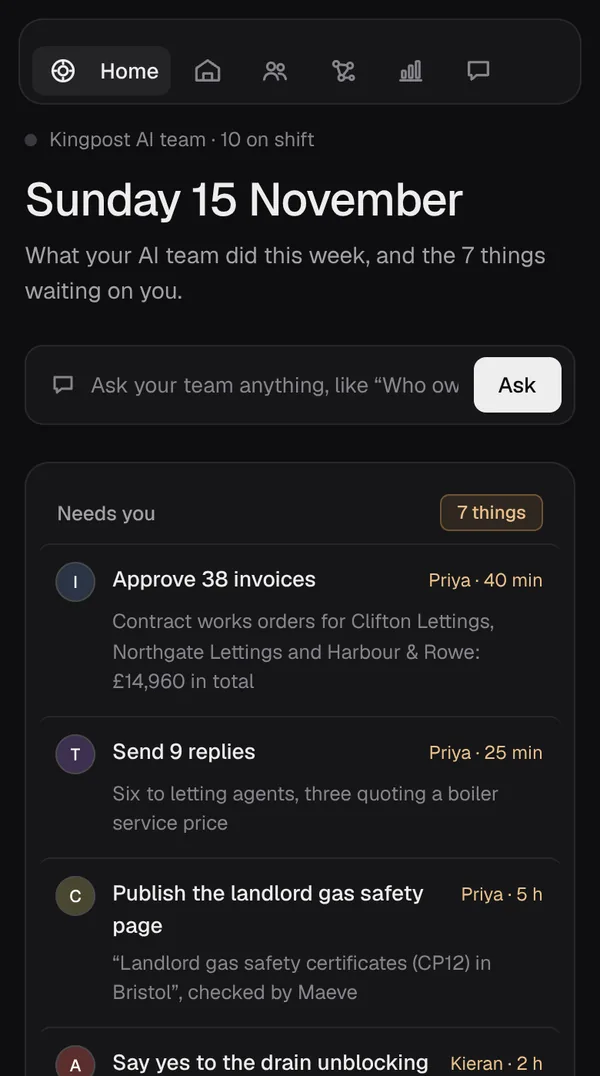 Home
Kingpost AI team · 10 on shift
Sunday 15 November
What your AI team did this week, and the 7 things
waiting on you.
Ask your team anything, like “Who ow
Ask
Needs you
7 things
I
Approve 38 invoices
Priya · 40 min
Contract works orders for Clifton Lettings,
Northgate Lettings and Harbour & Rowe:
£14,960 in total
T
Send 9 replies
Priya · 25 min
Six to letting agents, three quoting a boiler
service price
C
Publish the landlord gas safety
page
Priya · 5 h
“Landlord gas safety certificates (CP12) in
Bristol”, checked by Maeve
A
Say yes to the drain unblocking
Kieran · 2 h